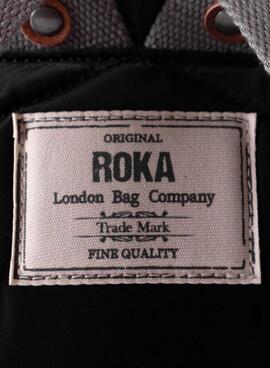 ORIGINAL
ROKA
London Bag Company
Trade Mark
FINE QUALITY